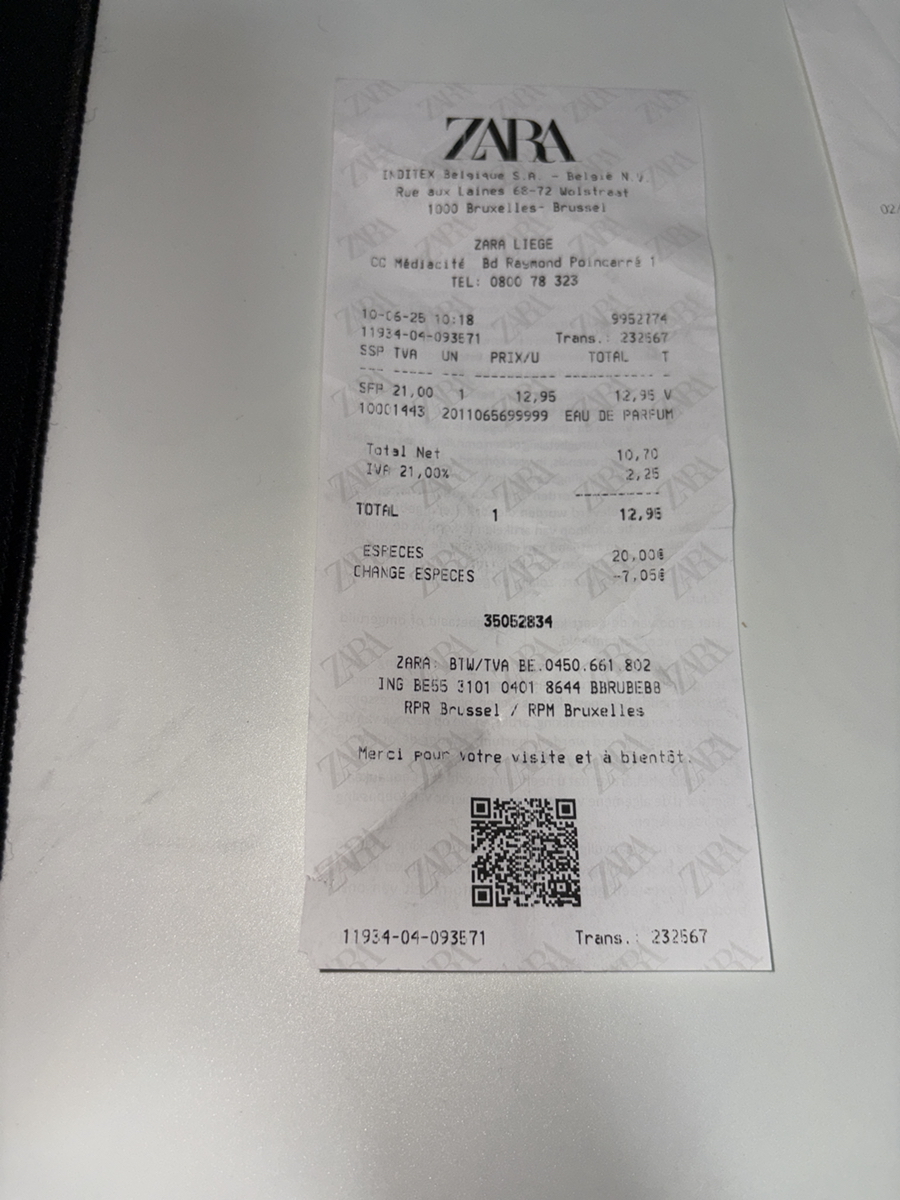 ZARA
INDITEX Belgique S.A. - België N.V.
Rue aux Laines 68-72 Wolstraat
1000 Bruxelles- Brussel
ZARA LIEGE
CC Médiacité Bd Raymond Poincarré 1
TEL: 0800 78 323
10-06-25 10:18 9952774
11934-04-093571 Trans.: 232567
SSP TVA UN PRIX/U TOTAL T
--- ----- --- ---------- ----------- -
SFP 21,00 1 12,95 12,95 V
10001443 2011065699999 EAU DE PARFUM
Total Net 10,70
IVA 21,00% 2,25
----------
TOTAL 1 12,95
ESPECES 20,00€
CHANGE ESPECES -7,05€
35052834
ZARA: BTW/TVA BE.0450.661.802
ING BE55 3101 0401 8644 BBRUBEBB
RPR Brussel / RPM Bruxelles
Merci pour votre visite et à bientôt.
11934-04-093571 Trans.: 232567
02/